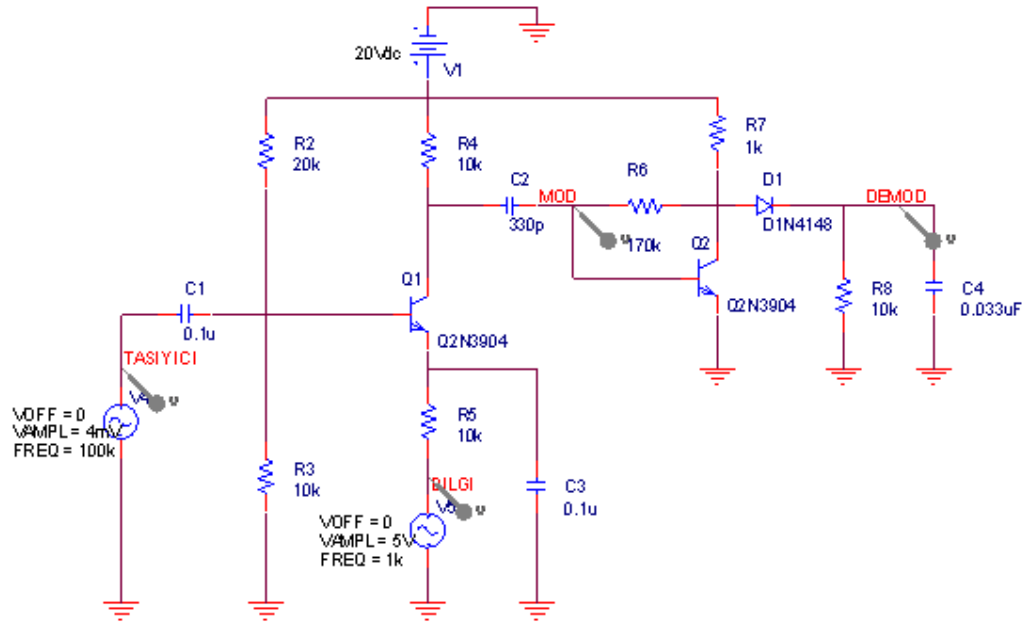 20Vdc
V1
R2
20k
R4
10k
R7
1k
C2
330p
MOD
R6
170k
D1
D1N4148
DEMOD
Q2
Q2N3904
R8
10k
C4
0.033uF
C1
0.1u
Q1
Q2N3904
TASIYICI
VOFF = 0
VAMPL = 4mV
FREQ = 100k
R5
10k
R3
10k
BILGI
VOFF = 0
VAMPL = 5V
FREQ = 1k
C3
0.1u